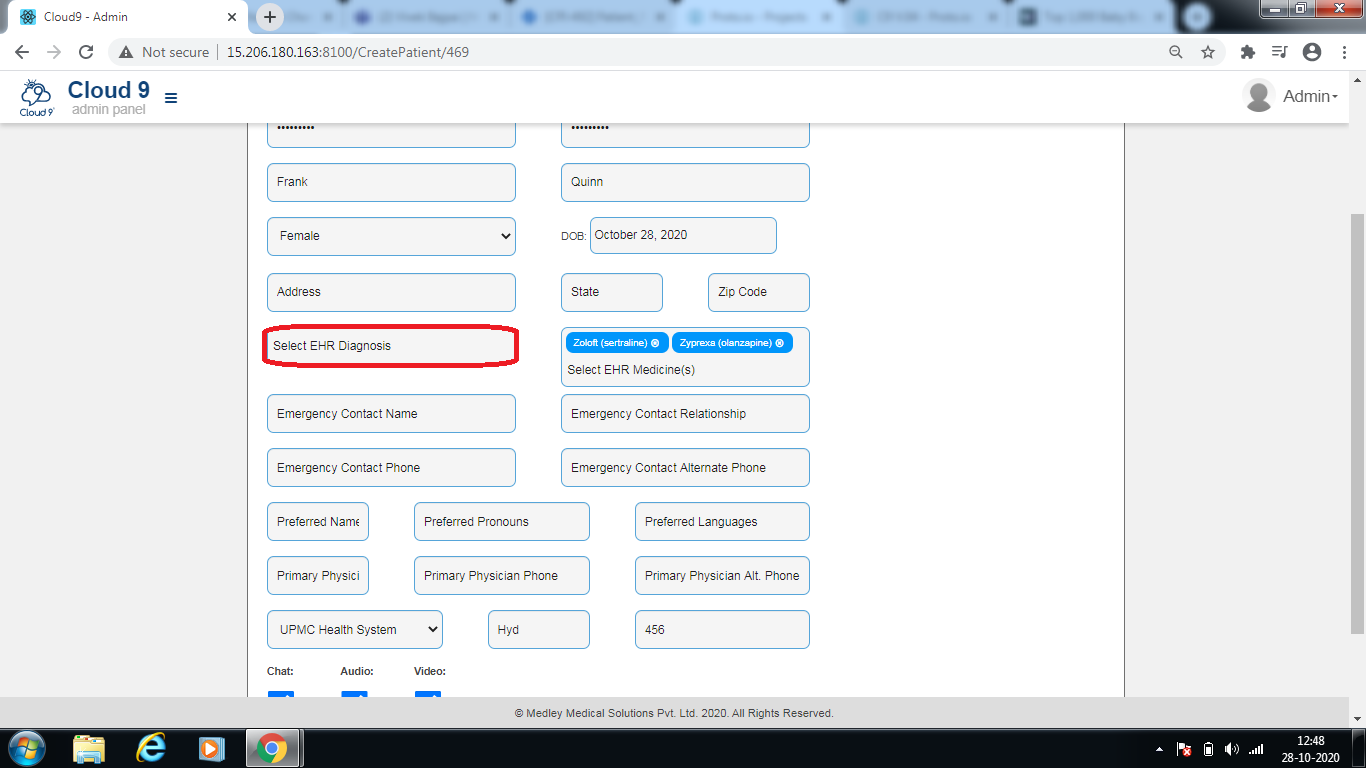 Cloud9 - Admin
Not secure
15.206.180.163:8100/CreatePatient/469
Cloud 9
Cloud 9
admin panel
Admin
•••••••••
•••••••••
Frank
Quinn
Female
DOB:
October 28, 2020
Address
State
Zip Code
Select EHR Diagnosis
Zoloft (sertraline)
Zyprexa (olanzapine)
Select EHR Medicine(s)
Emergency Contact Name
Emergency Contact Relationship
Emergency Contact Phone
Emergency Contact Alternate Phone
Preferred Name
Preferred Pronouns
Preferred Languages
Primary Physici
Primary Physician Phone
Primary Physician Alt. Phone
UPMC Health System
Hyd
456
Chat:
Audio:
Video:
© Medley Medical Solutions Pvt. Ltd. 2020. All Rights Reserved.
12:48
28-10-2020